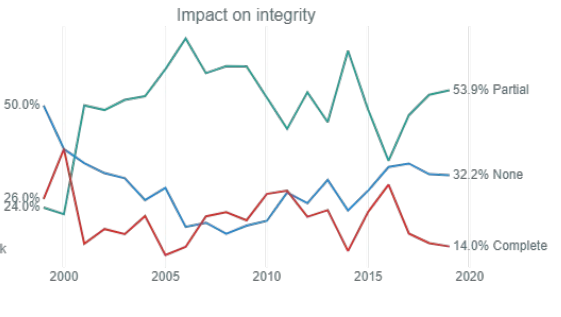 Impact on integrity
50.0%
26.0%
24.0%
53.9% Partial
32.2% None
14.0% Complete
k
2000 2005 2010 2015 2020